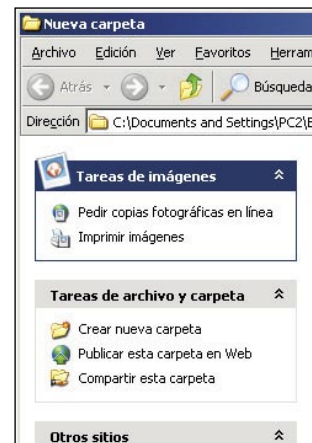 Nueva carpeta
Archivo Edición Ver Favoritos Herram
Atrás Búsqueda
Dirección C:\Documents and Settings\PC2\E
Tareas de imágenes
Pedir copias fotográficas en línea
Imprimir imágenes
Tareas de archivo y carpeta
Crear nueva carpeta
Publicar esta carpeta en Web
Compartir esta carpeta
Otros sitios